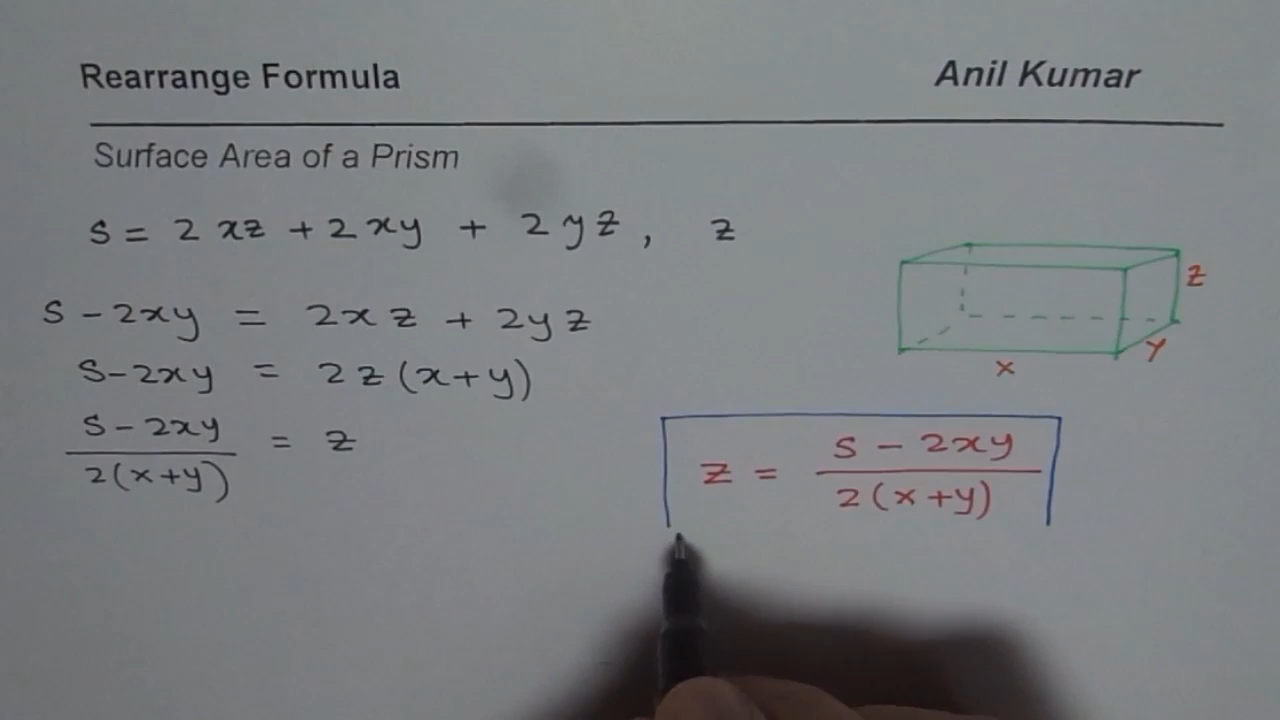 Rearrange Formula
Anil Kumar
Surface Area of a Prism
S = 2xz + 2xy + 2yz, z
S - 2xy = 2xz + 2yz
S - 2xy = 2z(x+y)
S - 2xy / 2(x+y) = z
z
y
x
z = S - 2xy / 2(x+y)